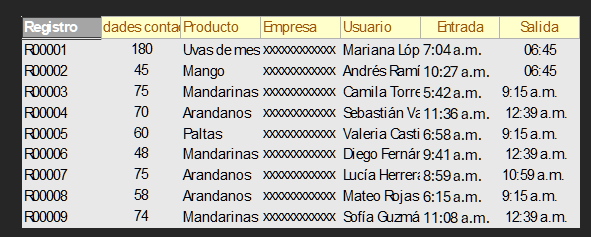 Registro dades contac Producto Empresa Usuario Entrada Salida
R00001 180 Uvas de mes xxxxxxxxxxxx Mariana Lóp 7:04 a.m. 06:45
R00002 45 Mango xxxxxxxxxxxx Andrés Ramí 10:27 a.m. 06:45
R00003 75 Mandarinas xxxxxxxxxxxx Camila Torre 5:42 a.m. 9:15 a.m.
R00004 70 Arandanos xxxxxxxxxxxx Sebastián Va 11:36 a.m. 12:39 a.m.
R00005 60 Paltas xxxxxxxxxxxx Valeria Casti 6:58 a.m. 9:15 a.m.
R00006 48 Mandarinas xxxxxxxxxxxx Diego Fernán 9:41 a.m. 12:39 a.m.
R00007 75 Arandanos xxxxxxxxxxxx Lucía Herrera 8:59 a.m. 10:59 a.m.
R00008 58 Arandanos xxxxxxxxxxxx Mateo Rojas 6:15 a.m. 9:15 a.m.
R00009 74 Mandarinas xxxxxxxxxxxx Sofía Guzmá 11:08 a.m. 12:39 a.m.